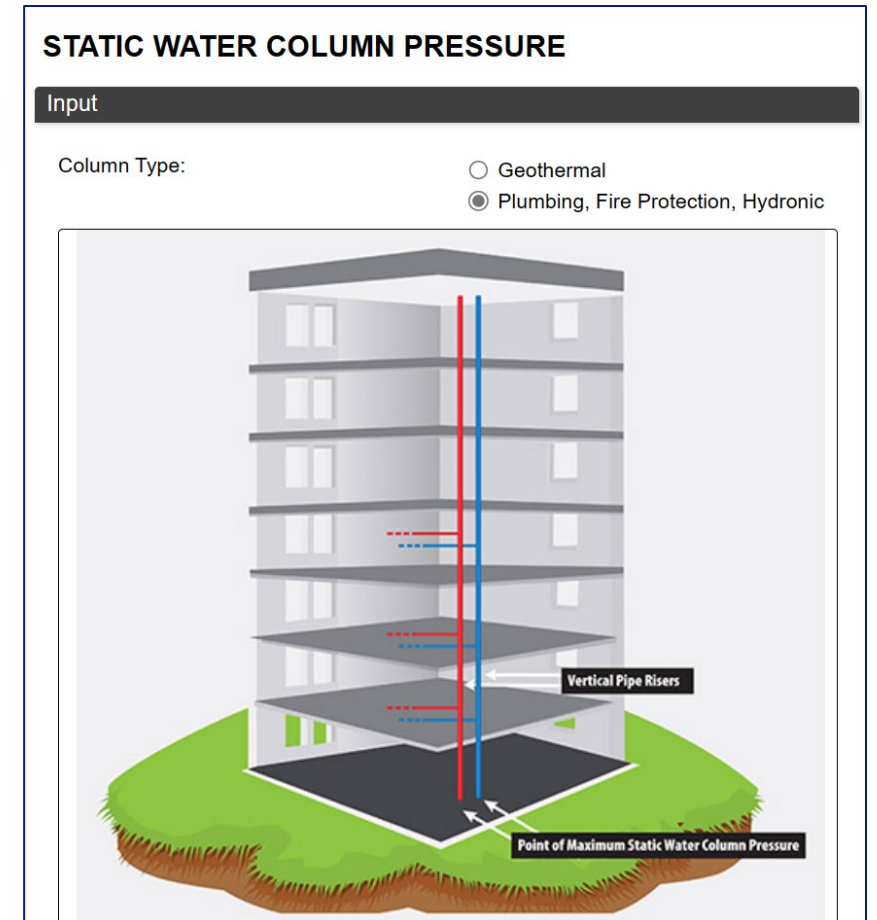 STATIC WATER COLUMN PRESSURE
Input
Column Type:
Geothermal
Plumbing, Fire Protection, Hydronic
Vertical Pipe Risers
Point of Maximum Static Water Column Pressure